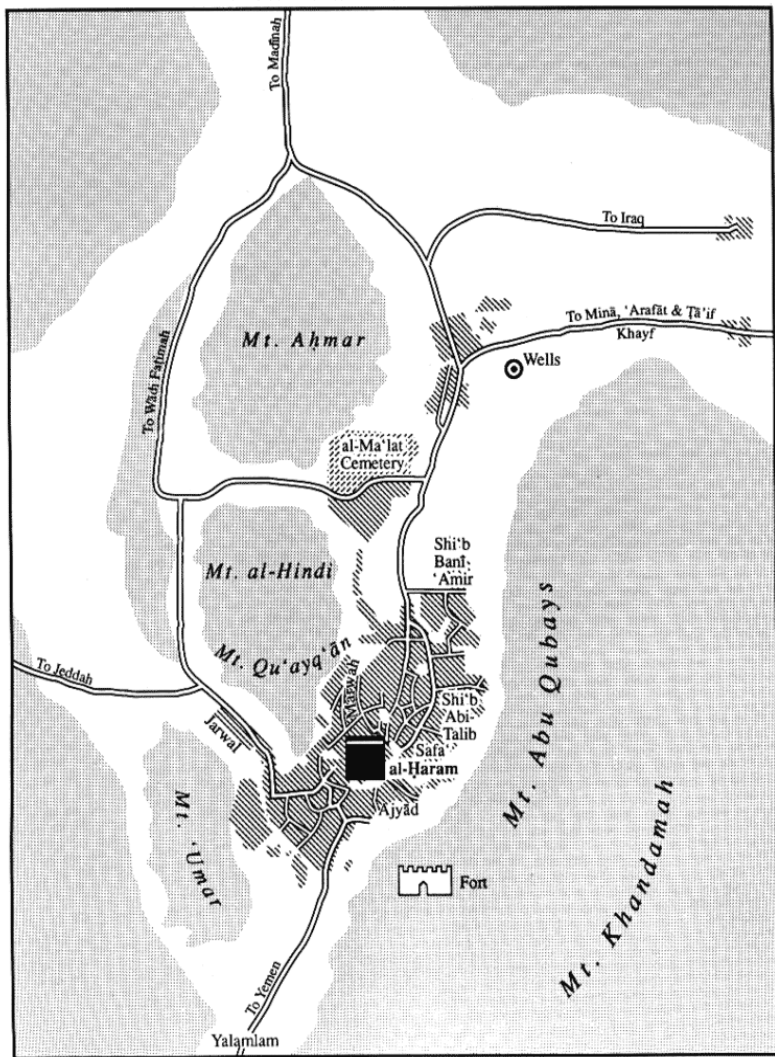 To Madīnah
To Iraq
To Minā, ‘Arafāt & Ṭā’if
Khayf
Wells
Mt. Aḥmar
To Wādi Faṭimah
al-Ma‘lat
Cemetery
Shi‘b
Banī
‘Amir
Mt. al-Hindi
Mt. Qu‘ayq‘ān
Mt. Abu Qubays
To Jeddah
Marwah
Shi‘b
Abi-
Talib
Jarwal
Safa
al-Ḥaram
Ajyād
Mt. ‘Umar
Mt. Khandamah
Fort
To Yemen
Yalamlam